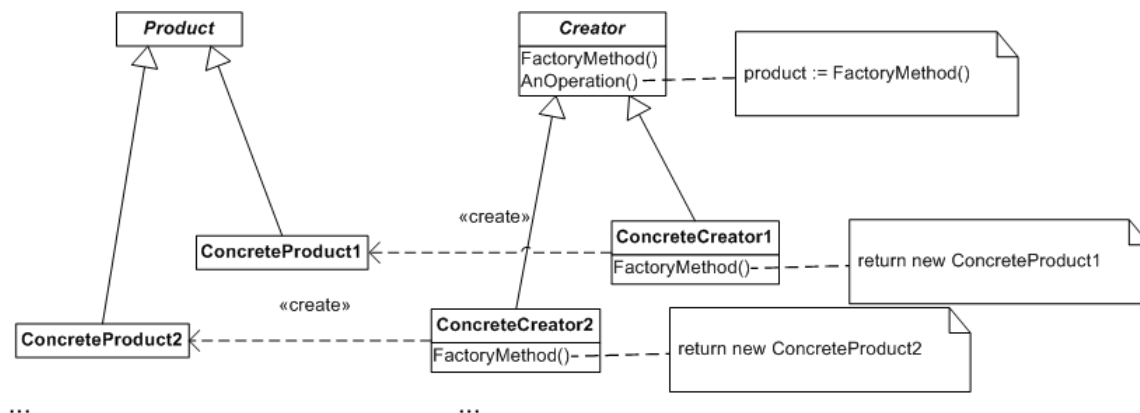 Product
Creator
FactoryMethod()
AnOperation()
product := FactoryMethod()
«create»
ConcreteProduct1
ConcreteCreator1
FactoryMethod()
return new ConcreteProduct1
«create»
ConcreteProduct2
ConcreteCreator2
FactoryMethod()
return new ConcreteProduct2
...
...